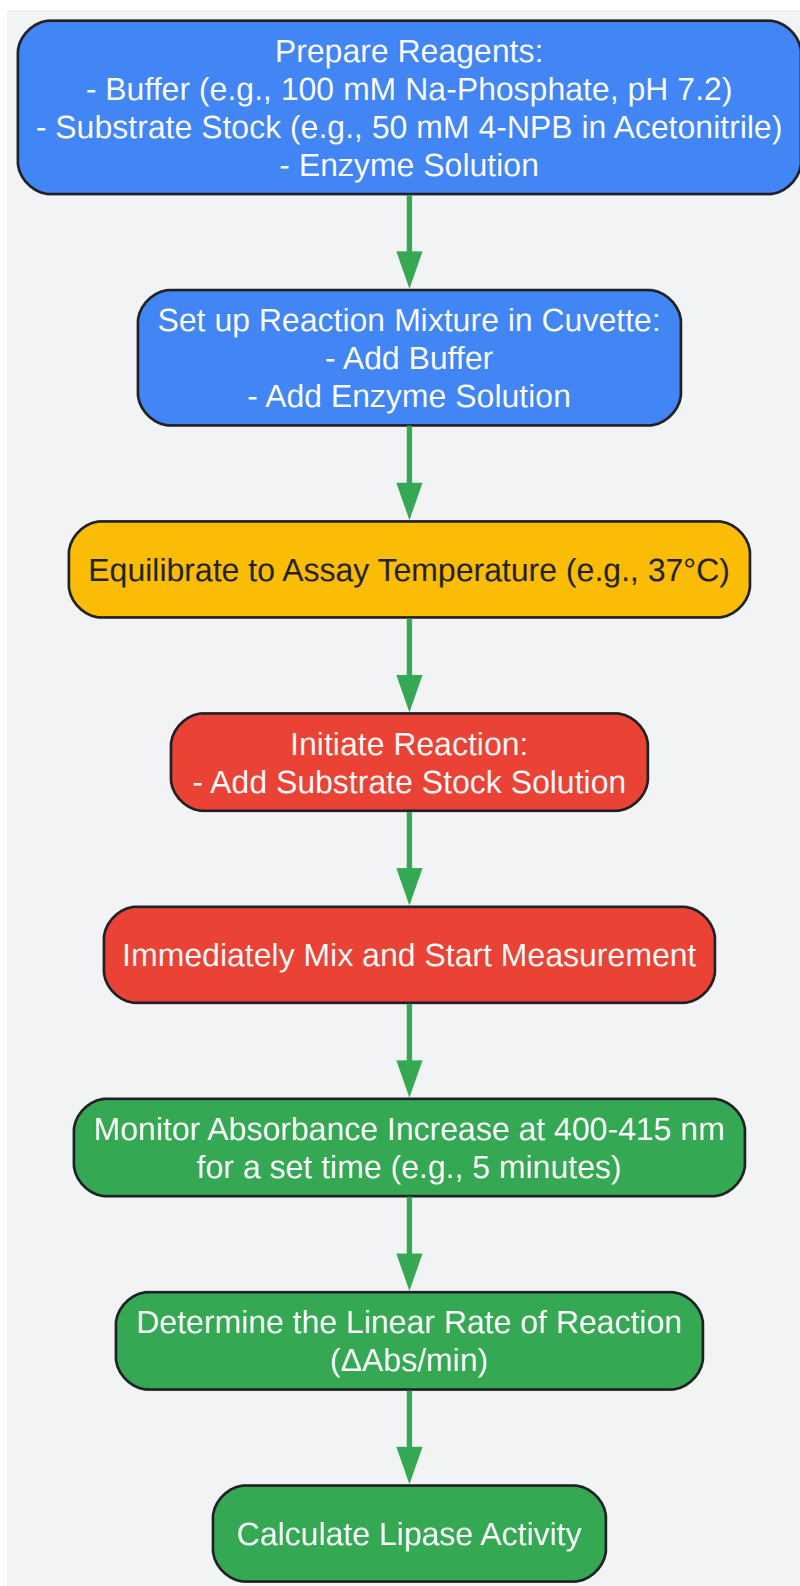 Prepare Reagents:
- Buffer (e.g., 100 mM Na-Phosphate, pH 7.2)
- Substrate Stock (e.g., 50 mM 4-NPB in Acetonitrile)
- Enzyme Solution
Set up Reaction Mixture in Cuvette:
- Add Buffer
- Add Enzyme Solution
Equilibrate to Assay Temperature (e.g., 37°C)
Initiate Reaction:
- Add Substrate Stock Solution
Immediately Mix and Start Measurement
Monitor Absorbance Increase at 400-415 nm
for a set time (e.g., 5 minutes)
Determine the Linear Rate of Reaction
(ΔAbs/min)
Calculate Lipase Activity